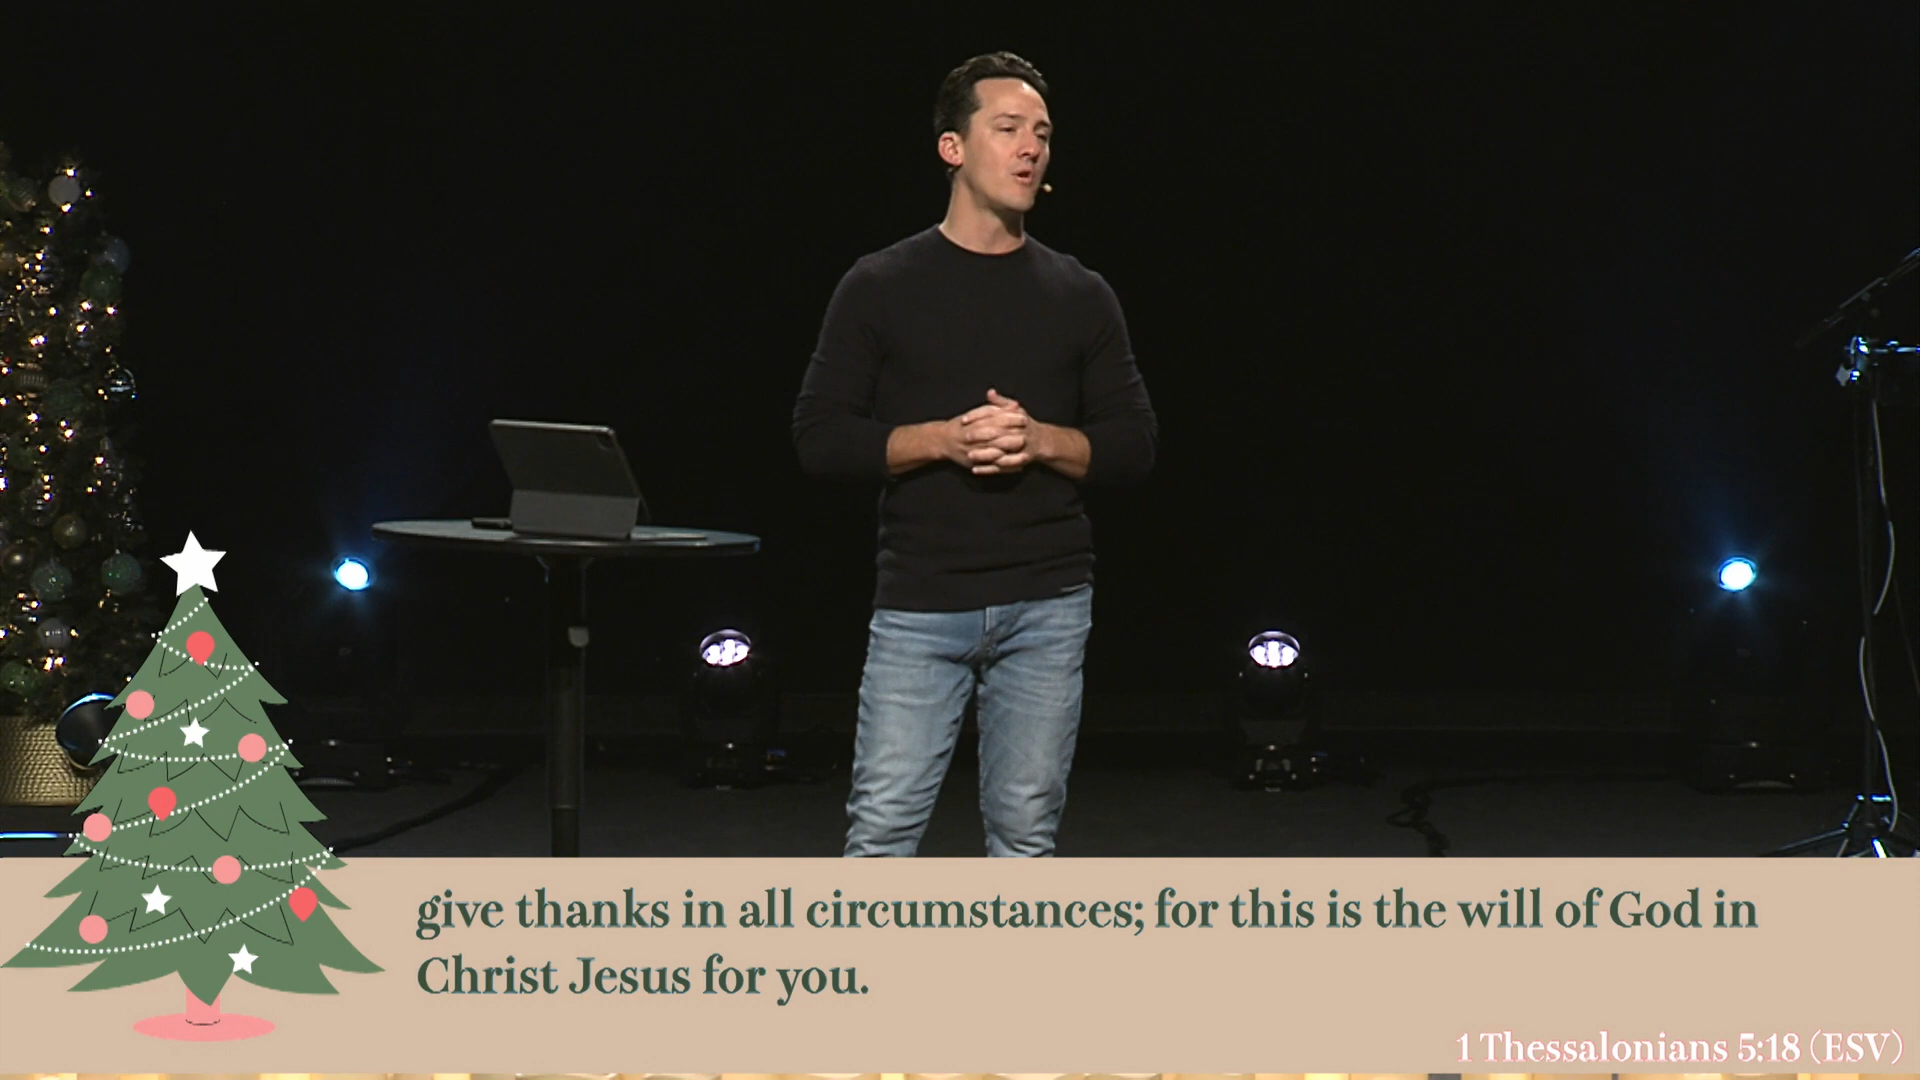 give thanks in all circumstances; for this is the will of God in
Christ Jesus for you.
1 Thessalonians 5:18 (ESV)